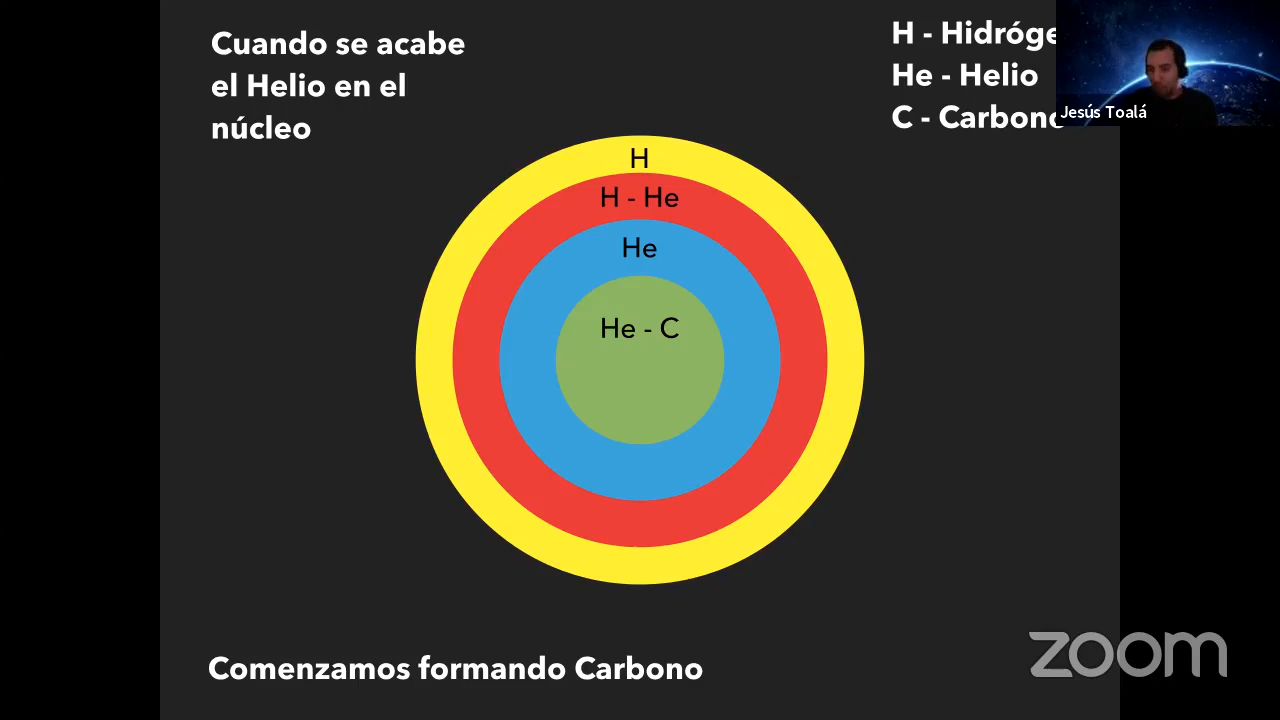 Cuando se acabe
el Helio en el
núcleo
H - Hidróge
He - Helio
C - Carbono
Jesús Toalá
H
H - He
He
He - C
Comenzamos formando Carbono
zoom